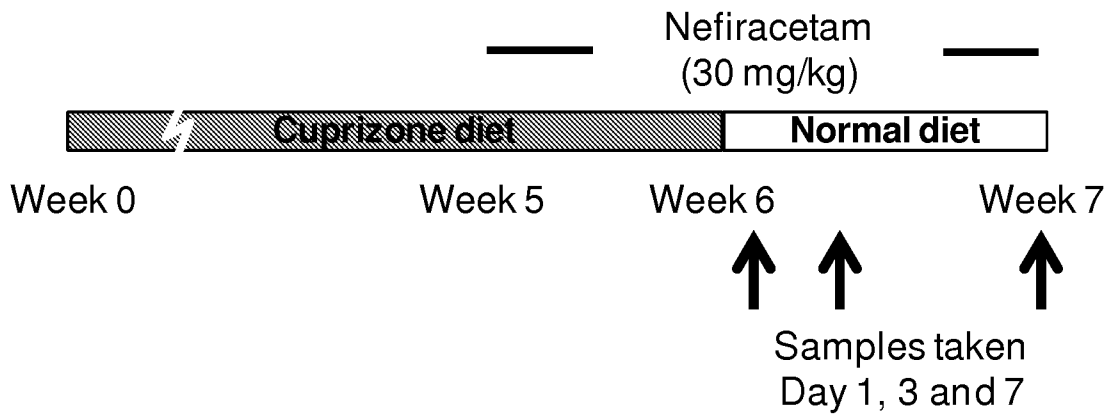 Nefiracetam
(30 mg/kg)
Cuprizone diet
Normal diet
Week 0
Week 5
Week 6
Week 7
Samples taken
Day 1, 3 and 7